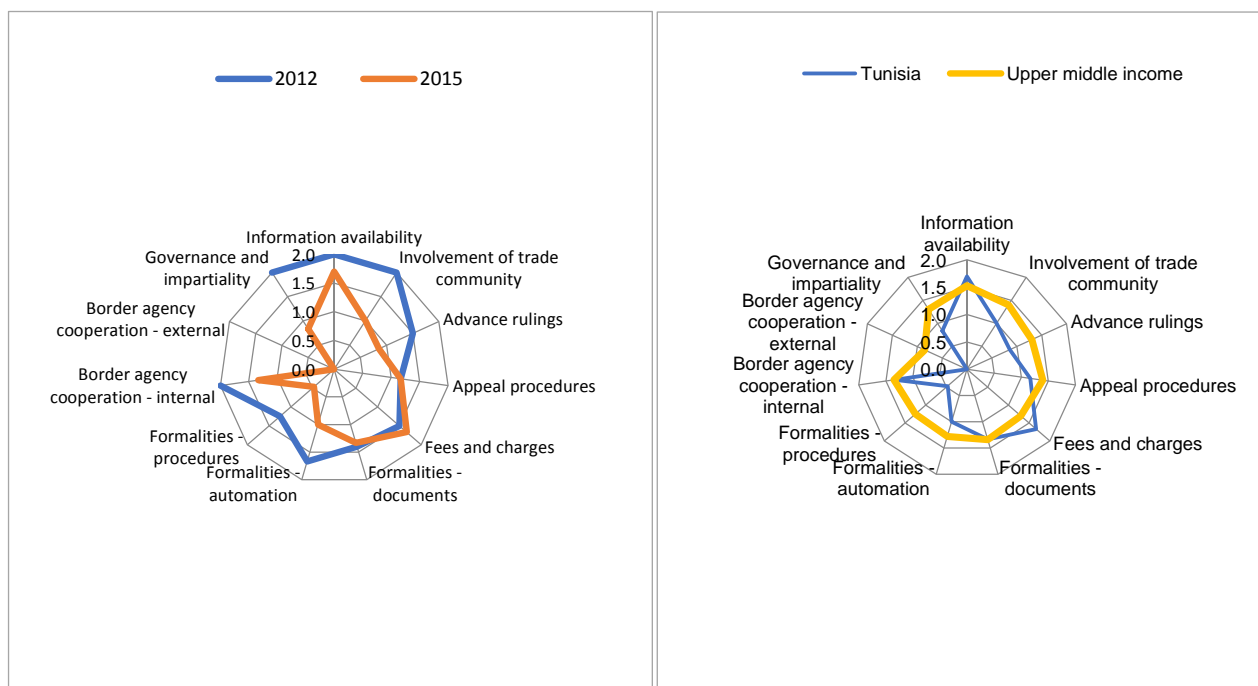 2012
2015
Information availability
Involvement of trade
community
Advance rulings
Appeal procedures
Fees and charges
Formalities -
documents
Formalities -
automation
Formalities -
procedures
Border agency
cooperation - internal
Border agency
cooperation - external
Governance and
impartiality
2.0
1.5
1.0
0.5
0.0
Tunisia
Upper middle income
Information
availability
Involvement of trade
community
Advance rulings
Appeal procedures
Fees and charges
Formalities -
documents
Formalities -
automation
Formalities -
procedures
Border agency
cooperation -
internal
Border agency
cooperation -
external
Governance and
impartiality
2.0
1.5
1.0
0.5
0.0